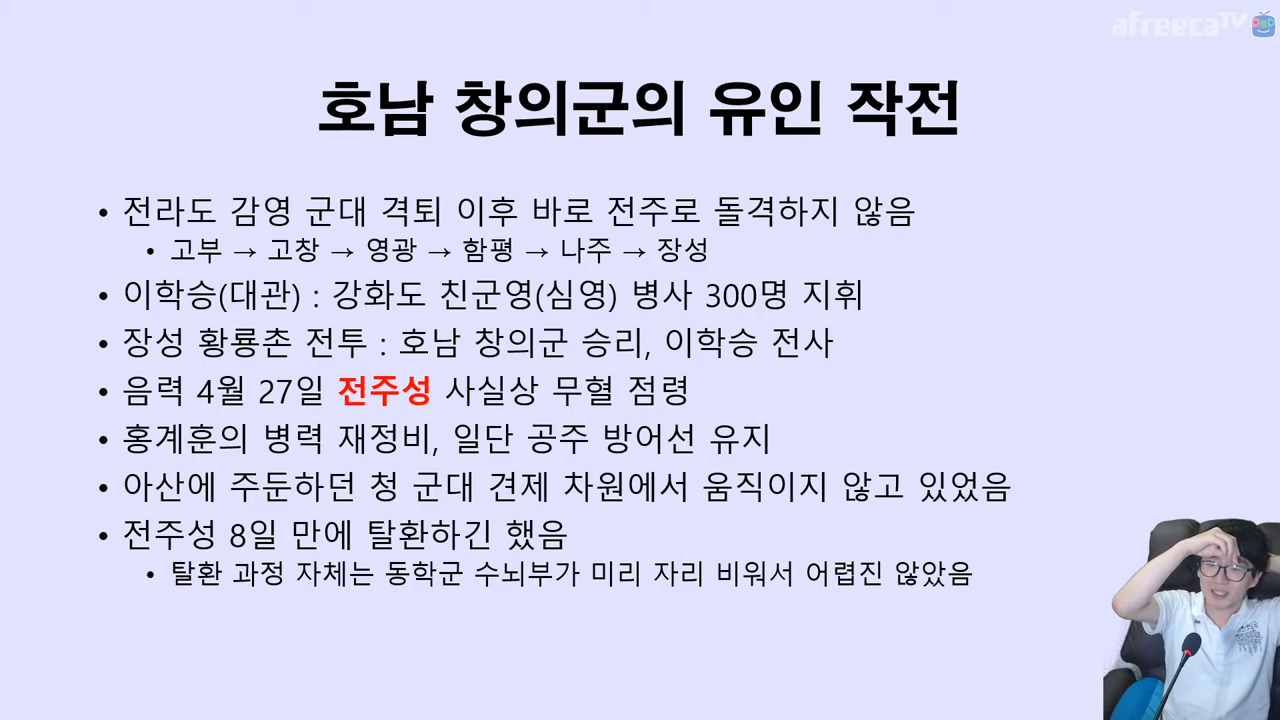 afreecaTV
호남 창의군의 유인 작전
• 전라도 감영 군대 격퇴 이후 바로 전주로 돌격하지 않음
• 고부 → 고창 → 영광 → 함평 → 나주 → 장성
• 이학승(대관) : 강화도 친군영(심영) 병사 300명 지휘
• 장성 황룡촌 전투 : 호남 창의군 승리, 이학승 전사
• 음력 4월 27일 전주성 사실상 무혈 점령
• 홍계훈의 병력 재정비, 일단 공주 방어선 유지
• 아산에 주둔하던 청 군대 견제 차원에서 움직이지 않고 있었음
• 전주성 8일 만에 탈환하긴 했음
• 탈환 과정 자체는 동학군 수뇌부가 미리 자리 비워서 어렵진 않았음